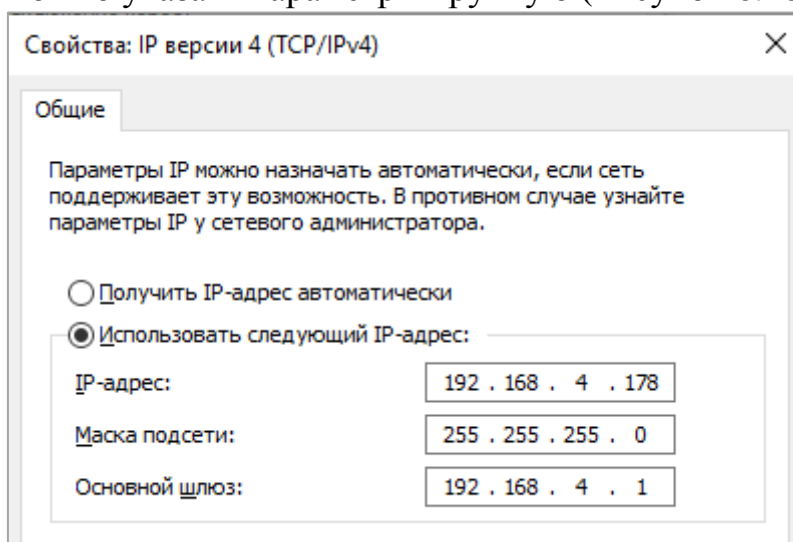 Свойства: IP версии 4 (TCP/IPv4)
Общие
Параметры IP можно назначать автоматически, если сеть
поддерживает эту возможность. В противном случае узнайте
параметры IP у сетевого администратора.
Получить IP-адрес автоматически
Использовать следующий IP-адрес:
IP-адрес: 192 . 168 . 4 . 178
Маска подсети: 255 . 255 . 255 . 0
Основной шлюз: 192 . 168 . 4 . 1